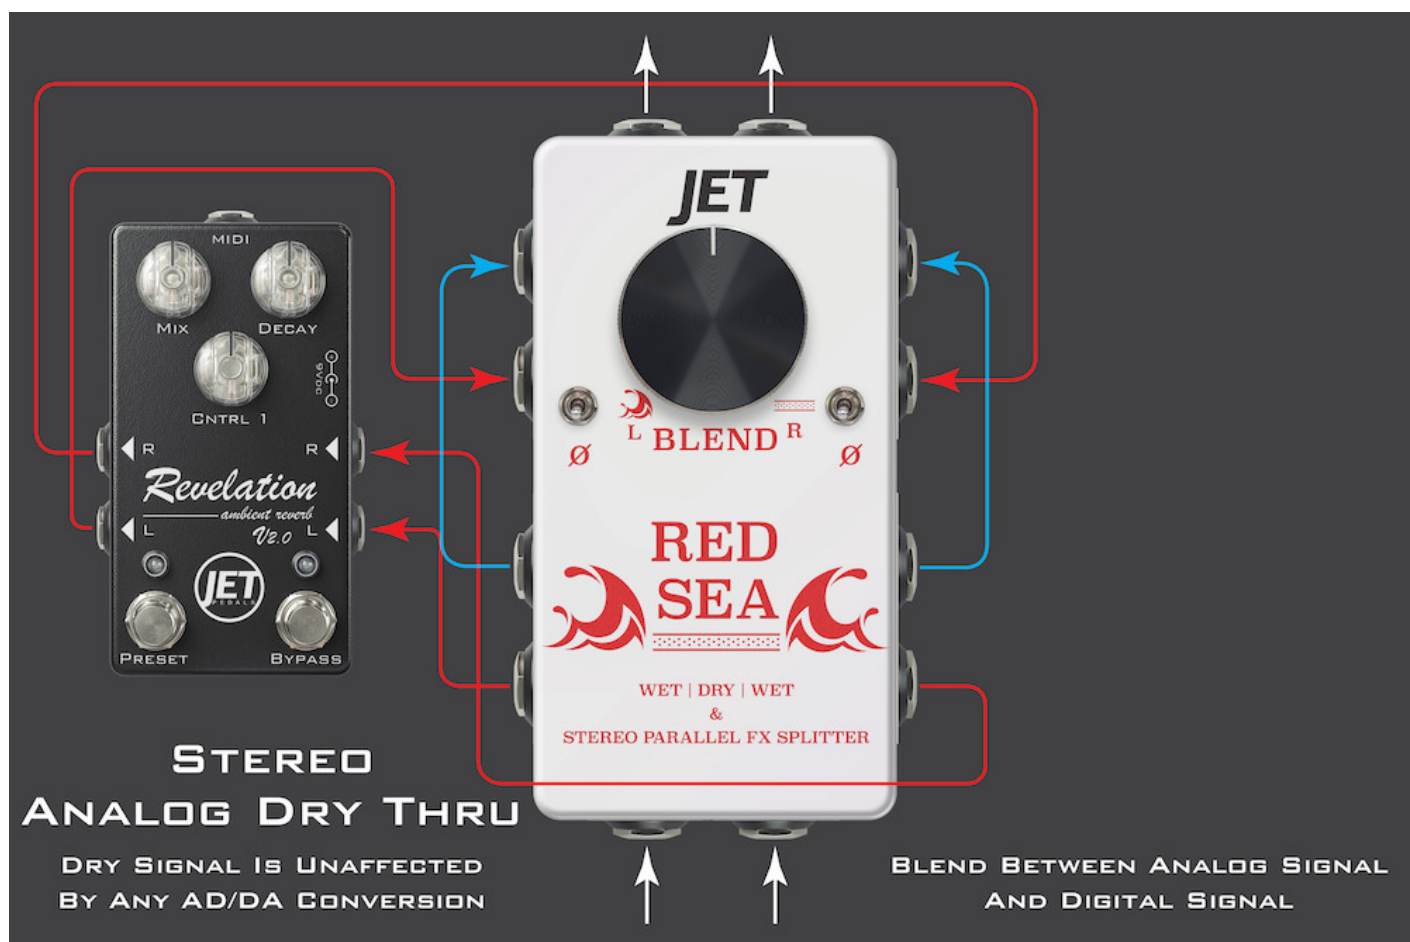 JET
MIDI
MIX
DECAY
9VDC
CNTRL 1
L BLEND R
Ø
Ø
R
R
Revelation
ambient reverb
V2.0
L
L
JET
PEDALS
PRESET
BYPASS
RED
SEA
WET | DRY | WET
&
STEREO PARALLEL FX SPLITTER
STEREO
ANALOG DRY THRU
DRY SIGNAL IS UNAFFECTED
BY ANY AD/DA CONVERSION
BLEND BETWEEN ANALOG SIGNAL
AND DIGITAL SIGNAL